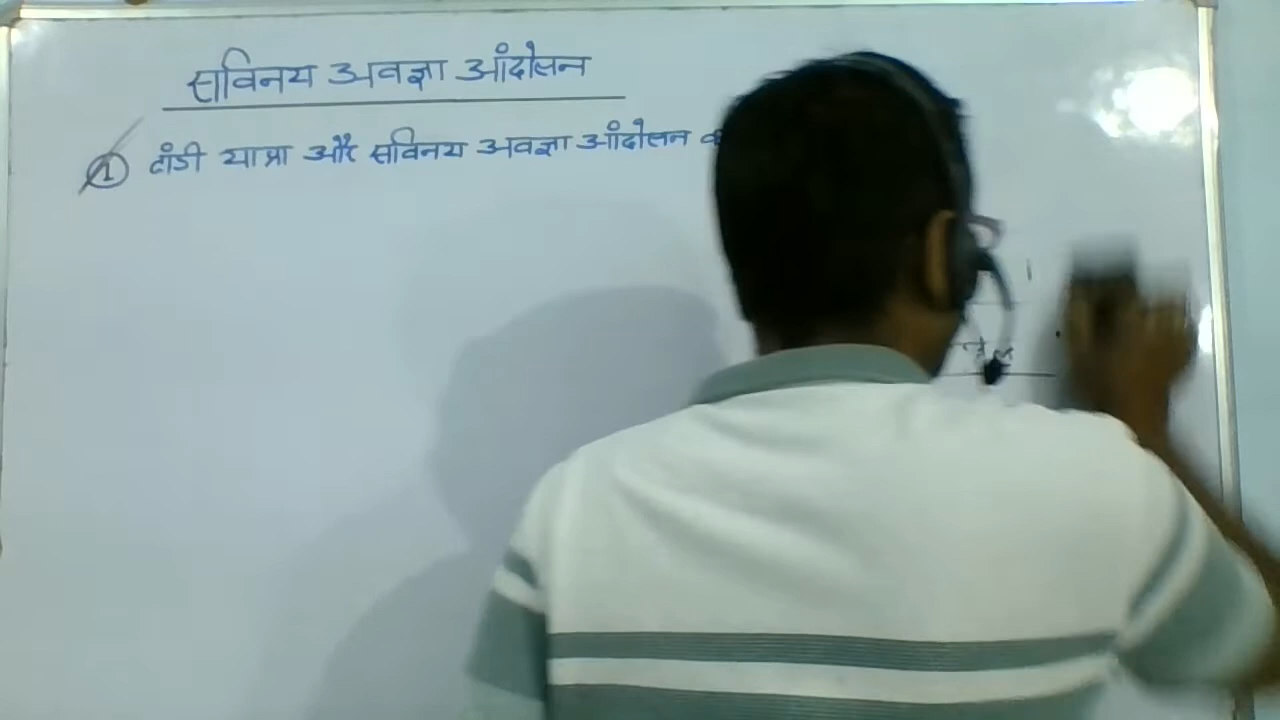 सविनय अवज्ञा आंदोलन
1 दांडी यात्रा और सविनय अवज्ञा आंदोलन